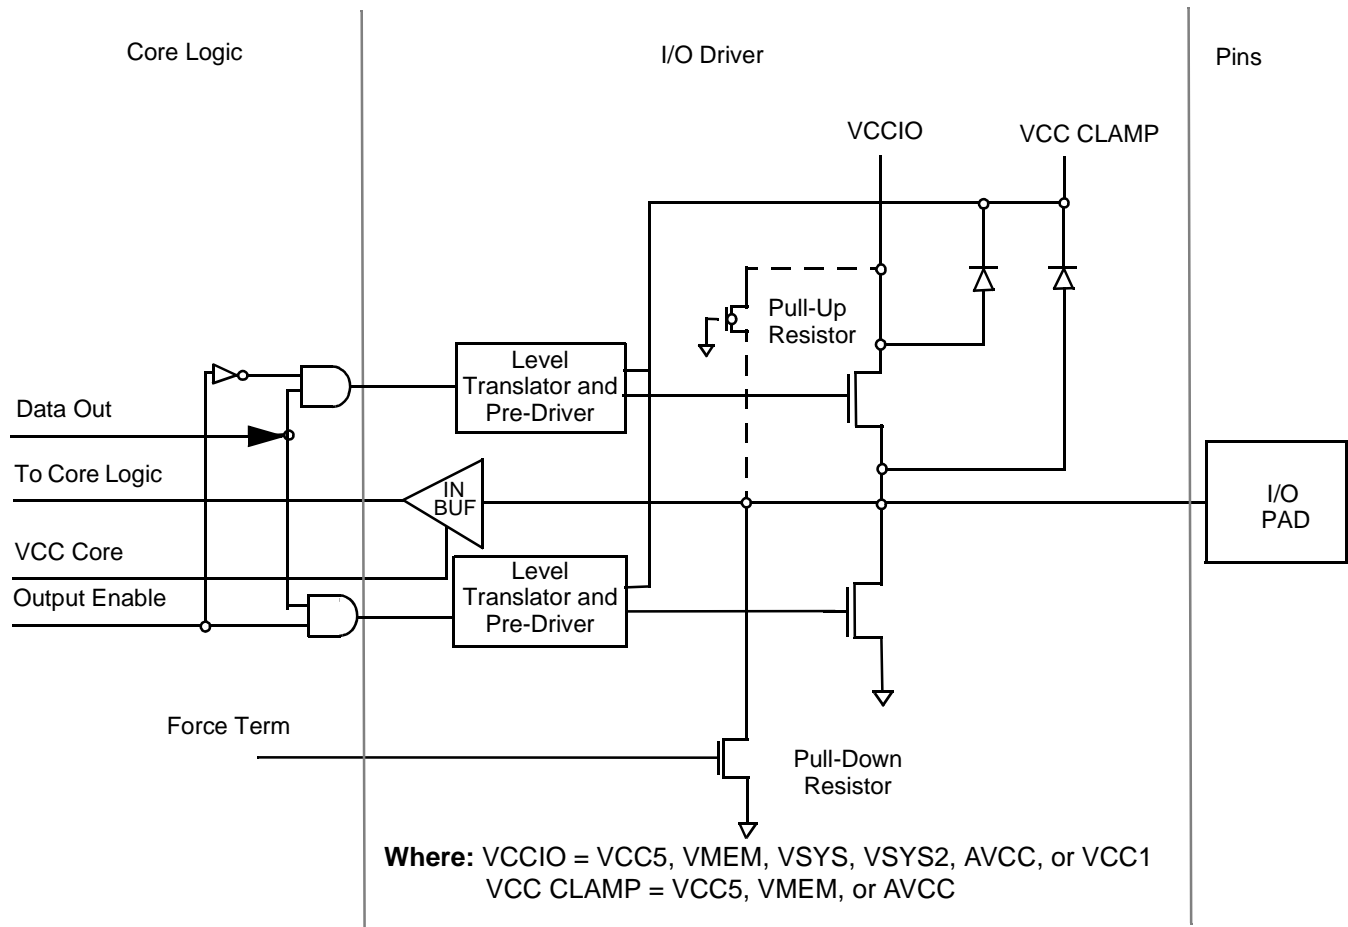 Core Logic
I/O Driver
Pins
VCCIO
VCC CLAMP
Pull-Up
Resistor
Level
Translator and
Pre-Driver
Data Out
To Core Logic
IN
BUF
I/O
PAD
VCC Core
Output Enable
Level
Translator and
Pre-Driver
Force Term
Pull-Down
Resistor
Where: VCCIO = VCC5, VMEM, VSYS, VSYS2, AVCC, or VCC1
VCC CLAMP = VCC5, VMEM, or AVCC